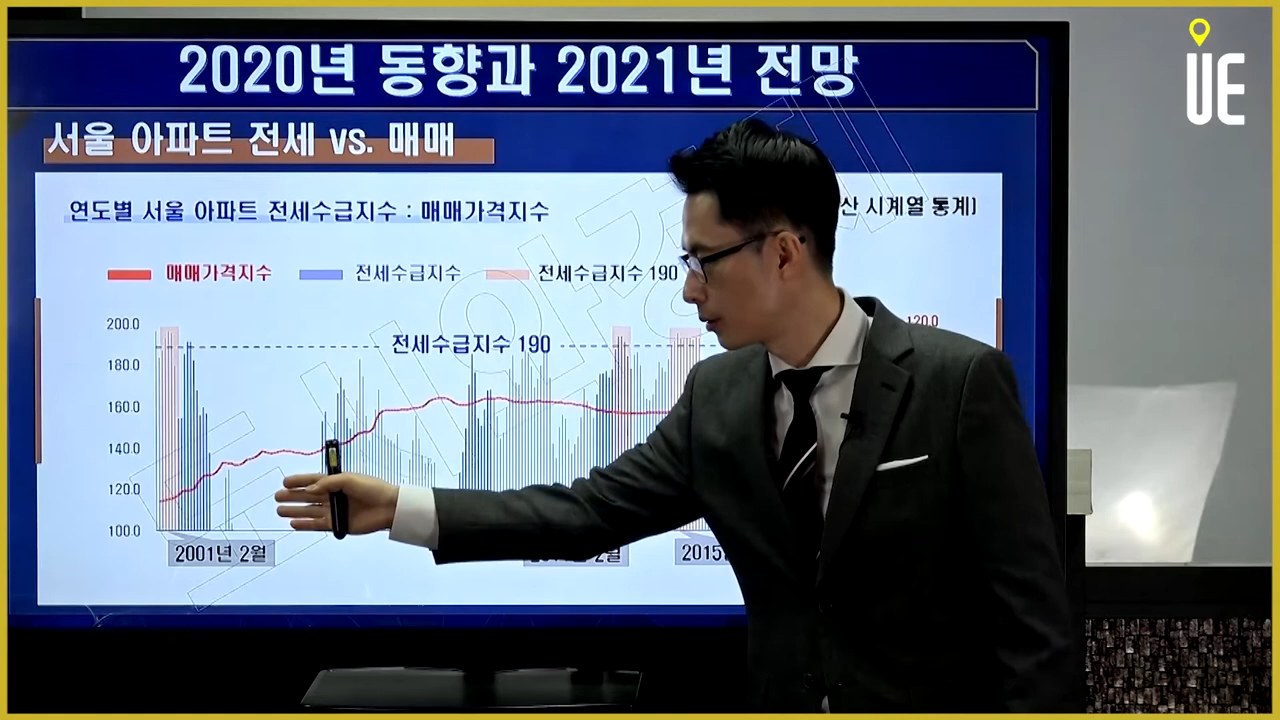 UE
2020년 동향과 2021년 전망
서울 아파트 전세 vs. 매매
연도별 서울 아파트 전세수급지수 : 매매가격지수
산 시계열 통계]
매매가격지수 전세수급지수 전세수급지수 190
200.0
120.0
전세수급지수 190
180.0
160.0
140.0
120.0
100.0
2001년 2월
2월
2015